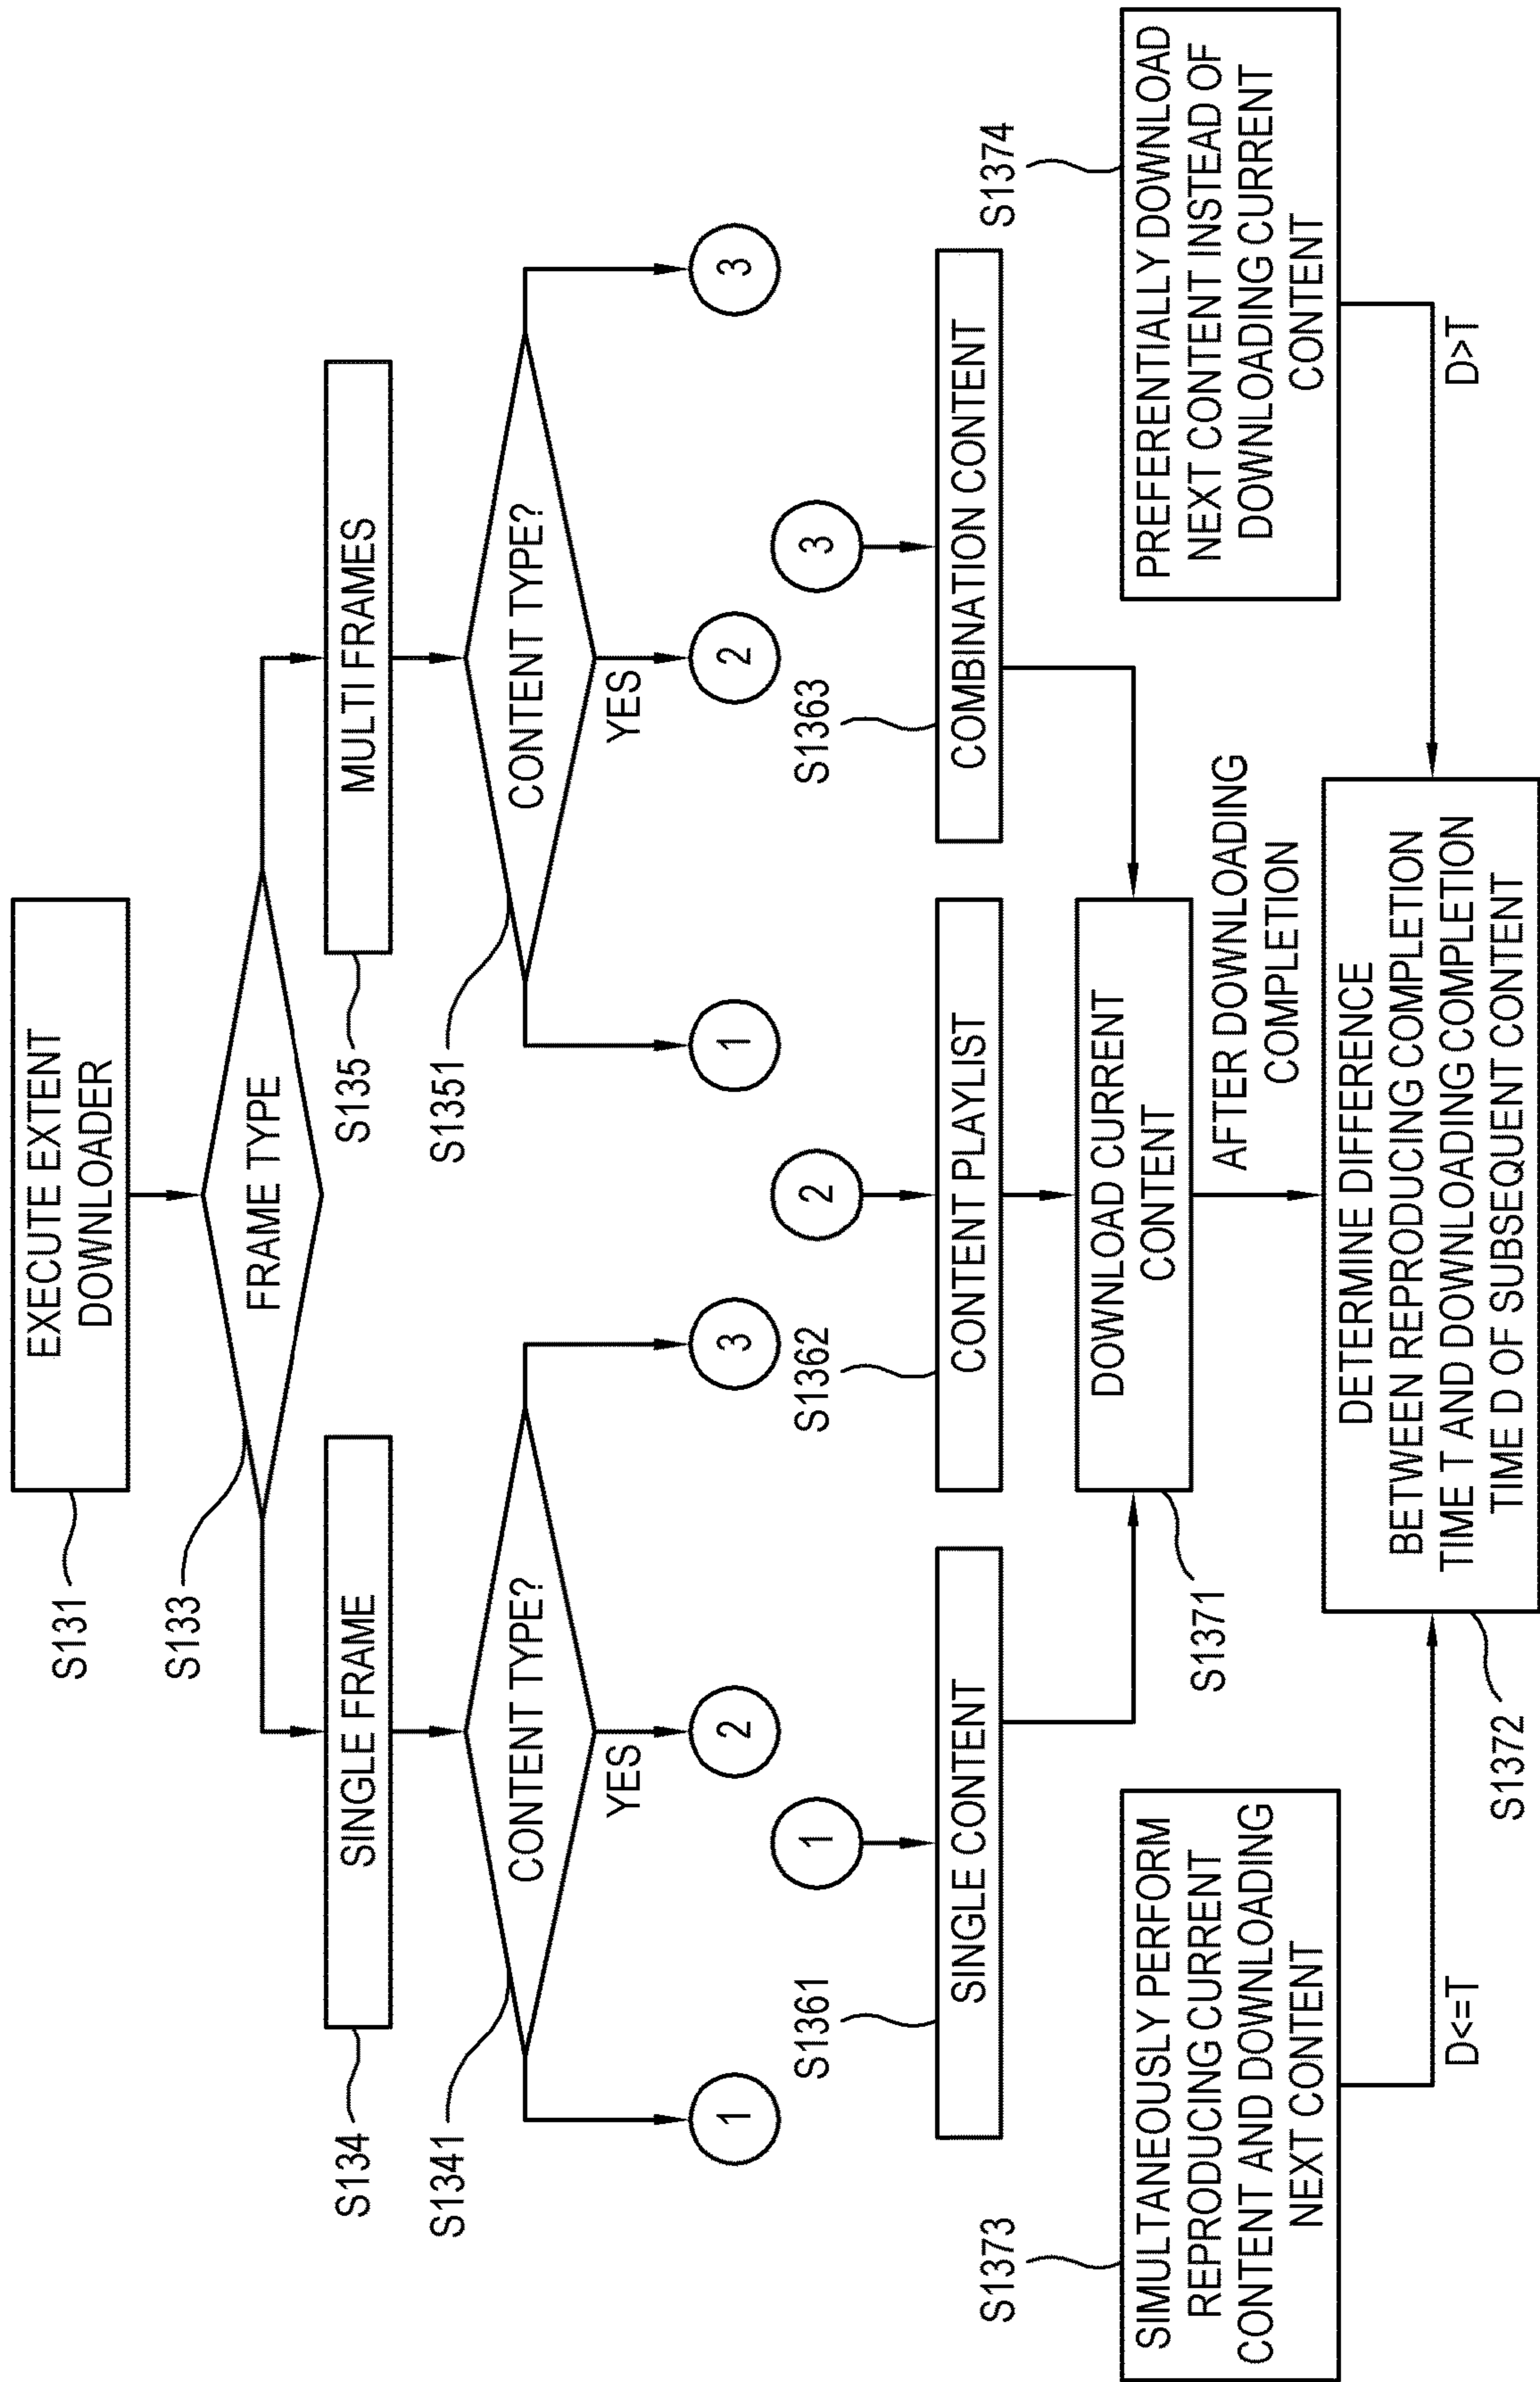 EXECUTE EXTENT
DOWNLOADER
S131
FRAME TYPE
S133
SINGLE FRAME
S134
MULTI FRAMES
S135
CONTENT TYPE?
S1341
YES
CONTENT TYPE?
S1351
YES
1
2
3
1
2
3
1
2
3
S1361
SINGLE CONTENT
S1362
CONTENT PLAYLIST
S1363
COMBINATION CONTENT
DOWNLOAD CURRENT
CONTENT
S1371
AFTER DOWNLOADING
COMPLETION
S1373
SIMULTANEOUSLY PERFORM
REPRODUCING CURRENT
CONTENT AND DOWNLOADING
NEXT CONTENT
S1374
PREFFERENTIALLY DOWNLOAD
NEXT CONTENT INSTEAD OF
DOWNLOADING CURRENT
CONTENT
D<=T
D>T
DETERMINE DIFFERENCE
BETWEEN REPRODUCING COMPLETION
TIME T AND DOWNLOADING COMPLETION
TIME D OF SUBSEQUENT CONTENT
S1372